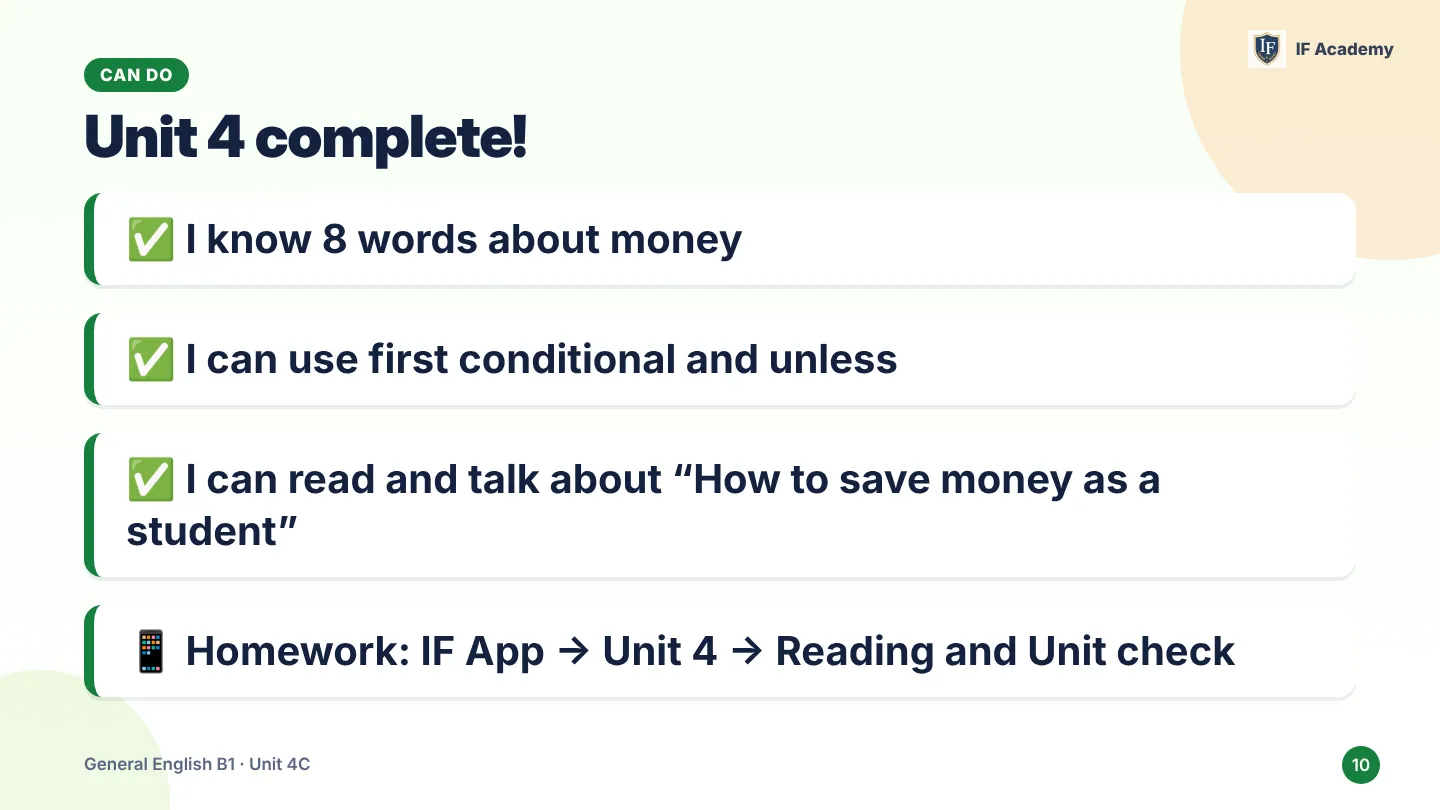 IF
IF Academy
CAN DO
Unit 4 complete!
✅ I know 8 words about money
✅ I can use first conditional and unless
✅ I can read and talk about “How to save money as a
student”
📱 Homework: IF App → Unit 4 → Reading and Unit check
General English B1 · Unit 4C
10